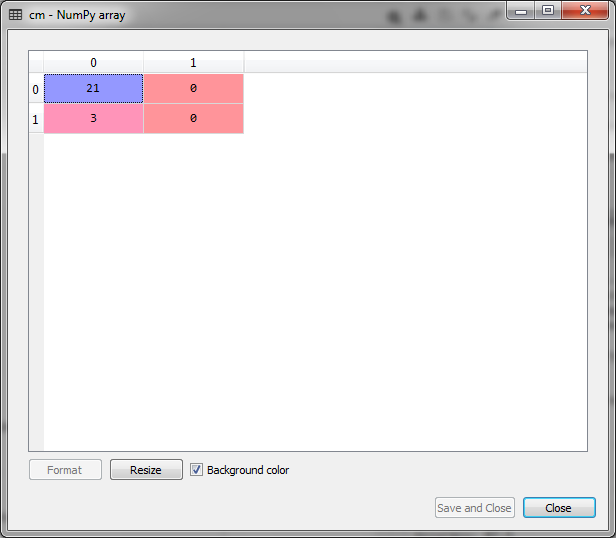 cm - NumPy array
0 1
0 21 0
1 3 0
Format Resize Background color
Save and Close Close